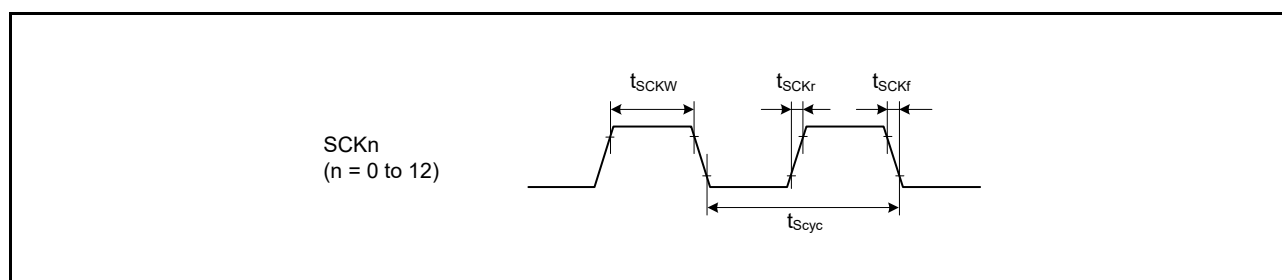 tSCKW
tSCKr
tSCKf
SCKn
(n = 0 to 12)
tScyc